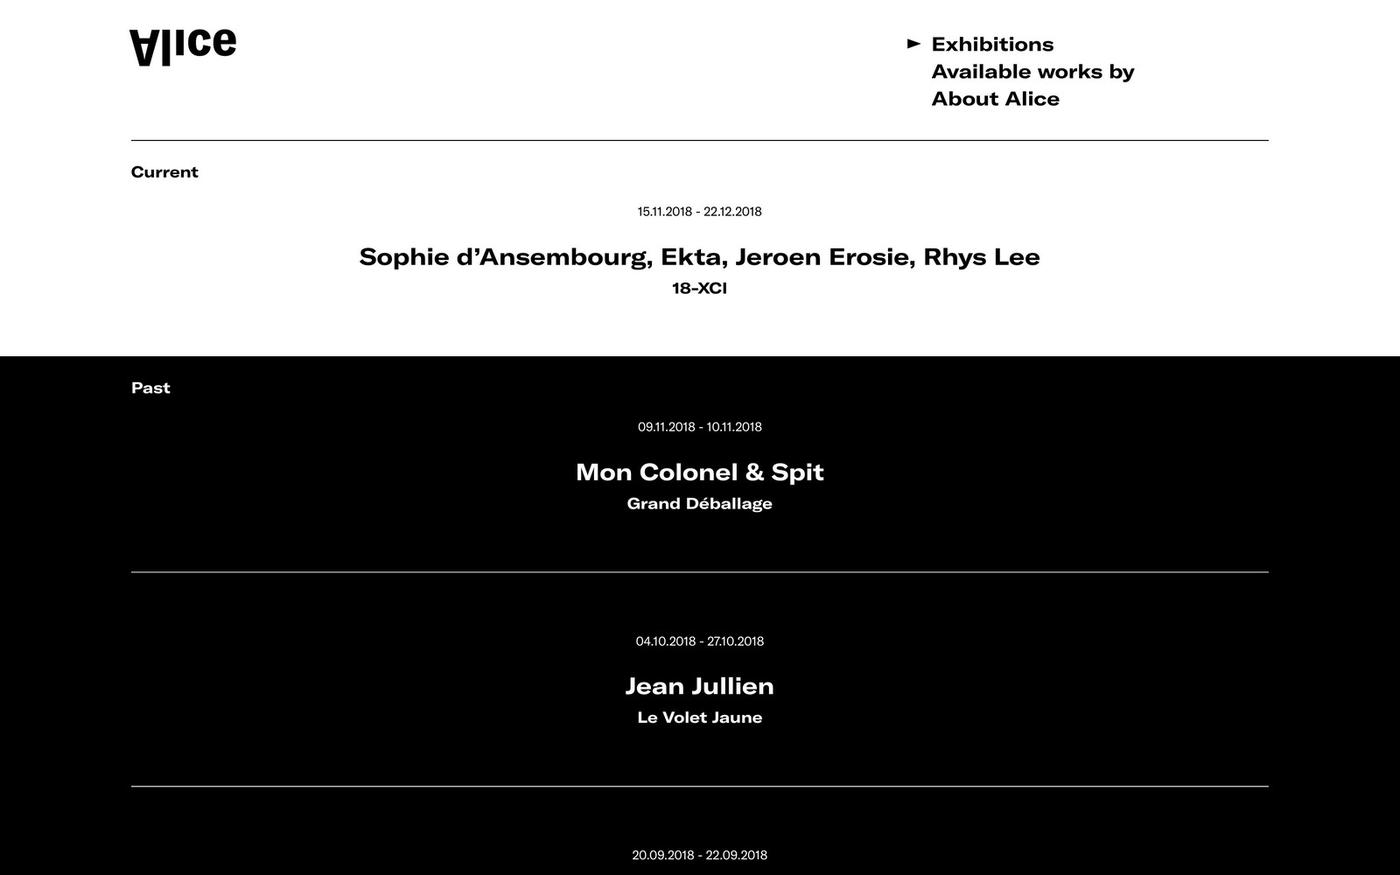 Alice
► Exhibitions
Available works by
About Alice
Current
15.11.2018 - 22.12.2018
Sophie d’Ansembourg, Ekta, Jeroen Erosie, Rhys Lee
18-XCI
Past
09.11.2018 - 10.11.2018
Mon Colonel & Spit
Grand Déballage
04.10.2018 - 27.10.2018
Jean Jullien
Le Volet Jaune
20.09.2018 - 22.09.2018